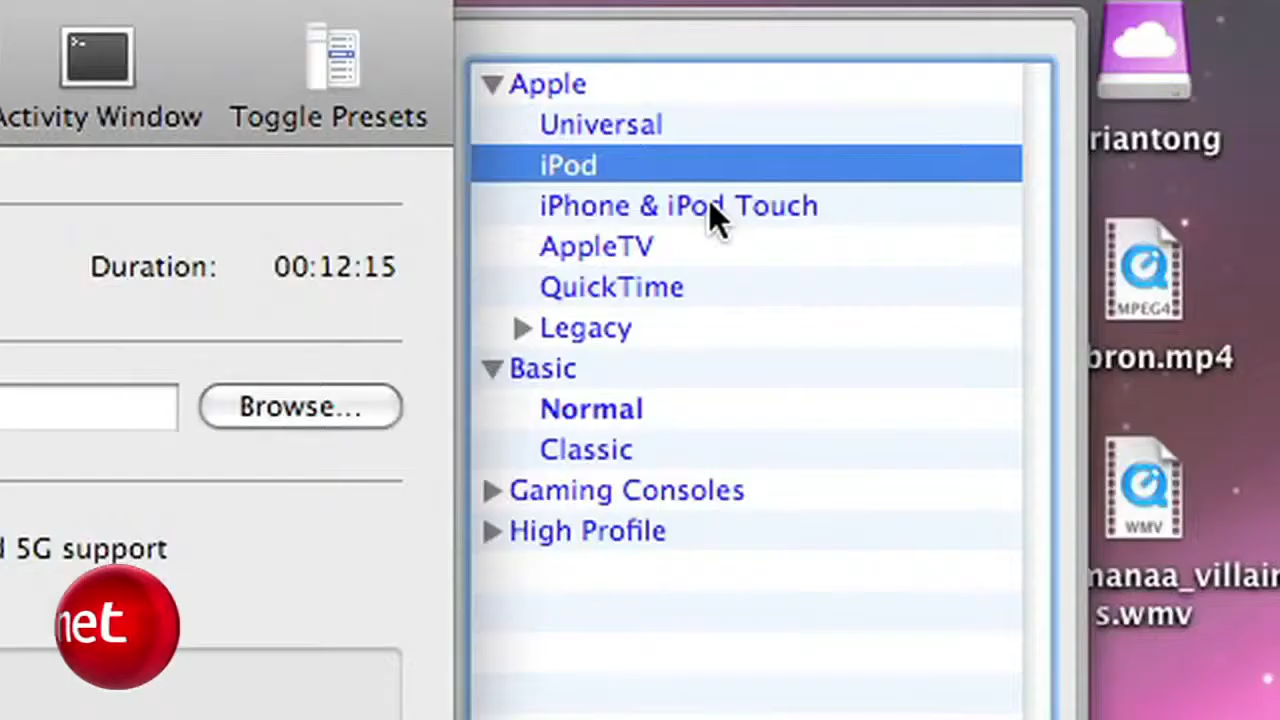 Activity Window
Toggle Presets
Duration: 00:12:15
Browse...
d 5G support
net
Apple
Universal
iPod
iPhone & iPod Touch
AppleTV
QuickTime
Legacy
Basic
Normal
Classic
Gaming Consoles
High Profile
riantong
MPEG4
bron.mp4
WMV
manaa_villain
s.wmv